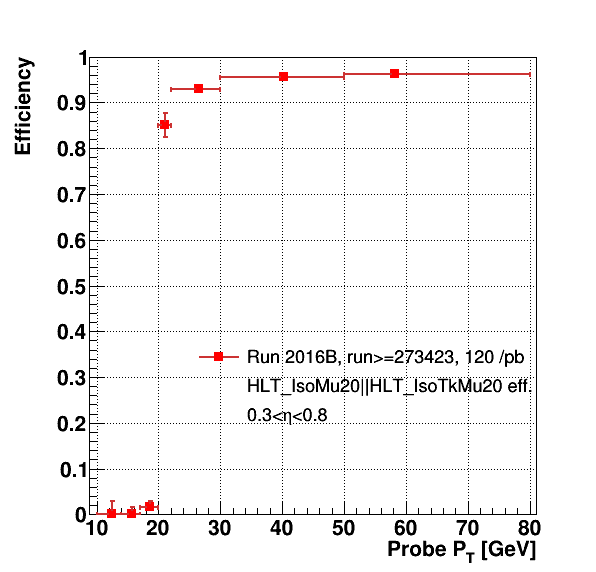 Efficiency
1
0.9
0.8
0.7
0.6
0.5
0.4
0.3
0.2
0.1
0
Run 2016B, run>=273423, 120 /pb
HLT_IsoMu20||HLT_IsoTkMu20 eff.
0.3<η<0.8
10 20 30 40 50 60 70 80
Probe P_T [GeV]